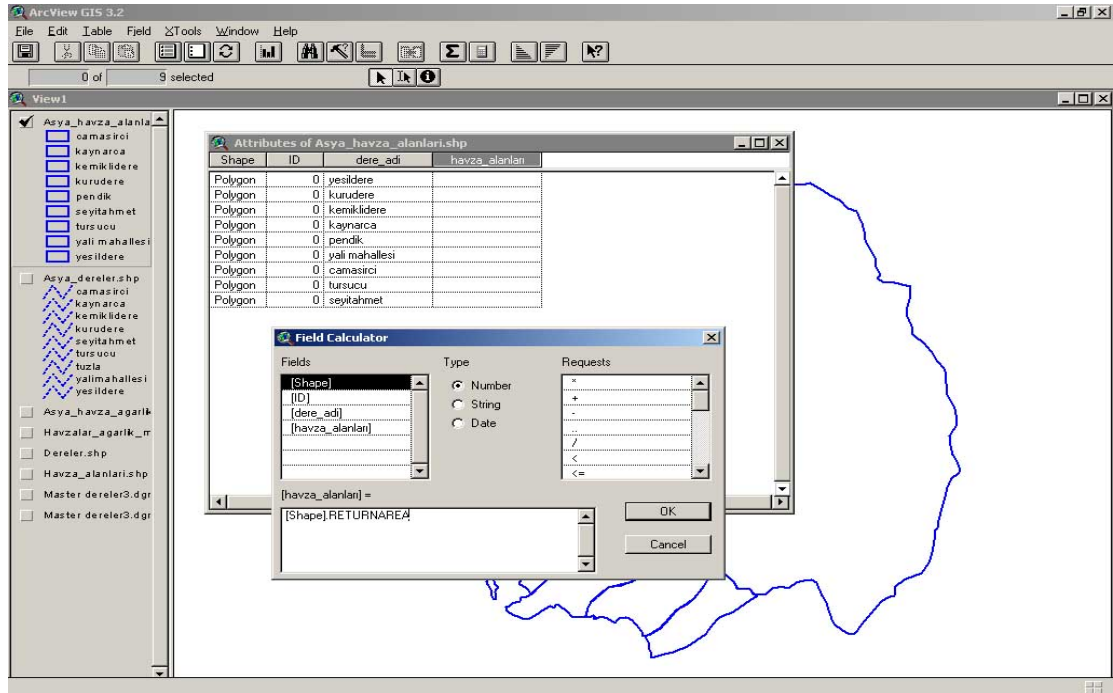 ArcView GIS 3.2
File Edit Table Field XTools Window Help
0 of 9 selected
View1
Asya_havza_alanla
camasirci
kaynarca
kemiklidere
kurudere
pendik
seyitahmet
tursucu
yali mahallesi
yesildere
Asya_dereler.shp
camasirci
kaynarca
kemiklidere
kurudere
seyitahmet
tursucu
tuzla
yalimahallesi
yesildere
Asya_havza_agarlik
Havzalar_agarlik_m
Dereler.shp
Havza_alanlari.shp
Master dereler3.dgr
Master dereler3.dgr
Attributes of Asya_havza_alanlari.shp
Shape ID dere_adi havza_alanları
Polygon 0 yesildere
Polygon 0 kurudere
Polygon 0 kemiklidere
Polygon 0 kaynarca
Polygon 0 pendik
Polygon 0 yali mahallesi
Polygon 0 camasirci
Polygon 0 tursucu
Polygon 0 seyitahmet
Field Calculator
Fields Type Requests
[Shape]
[ID]
[dere_adi]
[havza_alanları]
Number
String
Date
*
+
-
..
/
<
<=
[havza_alanları] =
[Shape].RETURNAREA
OK
Cancel